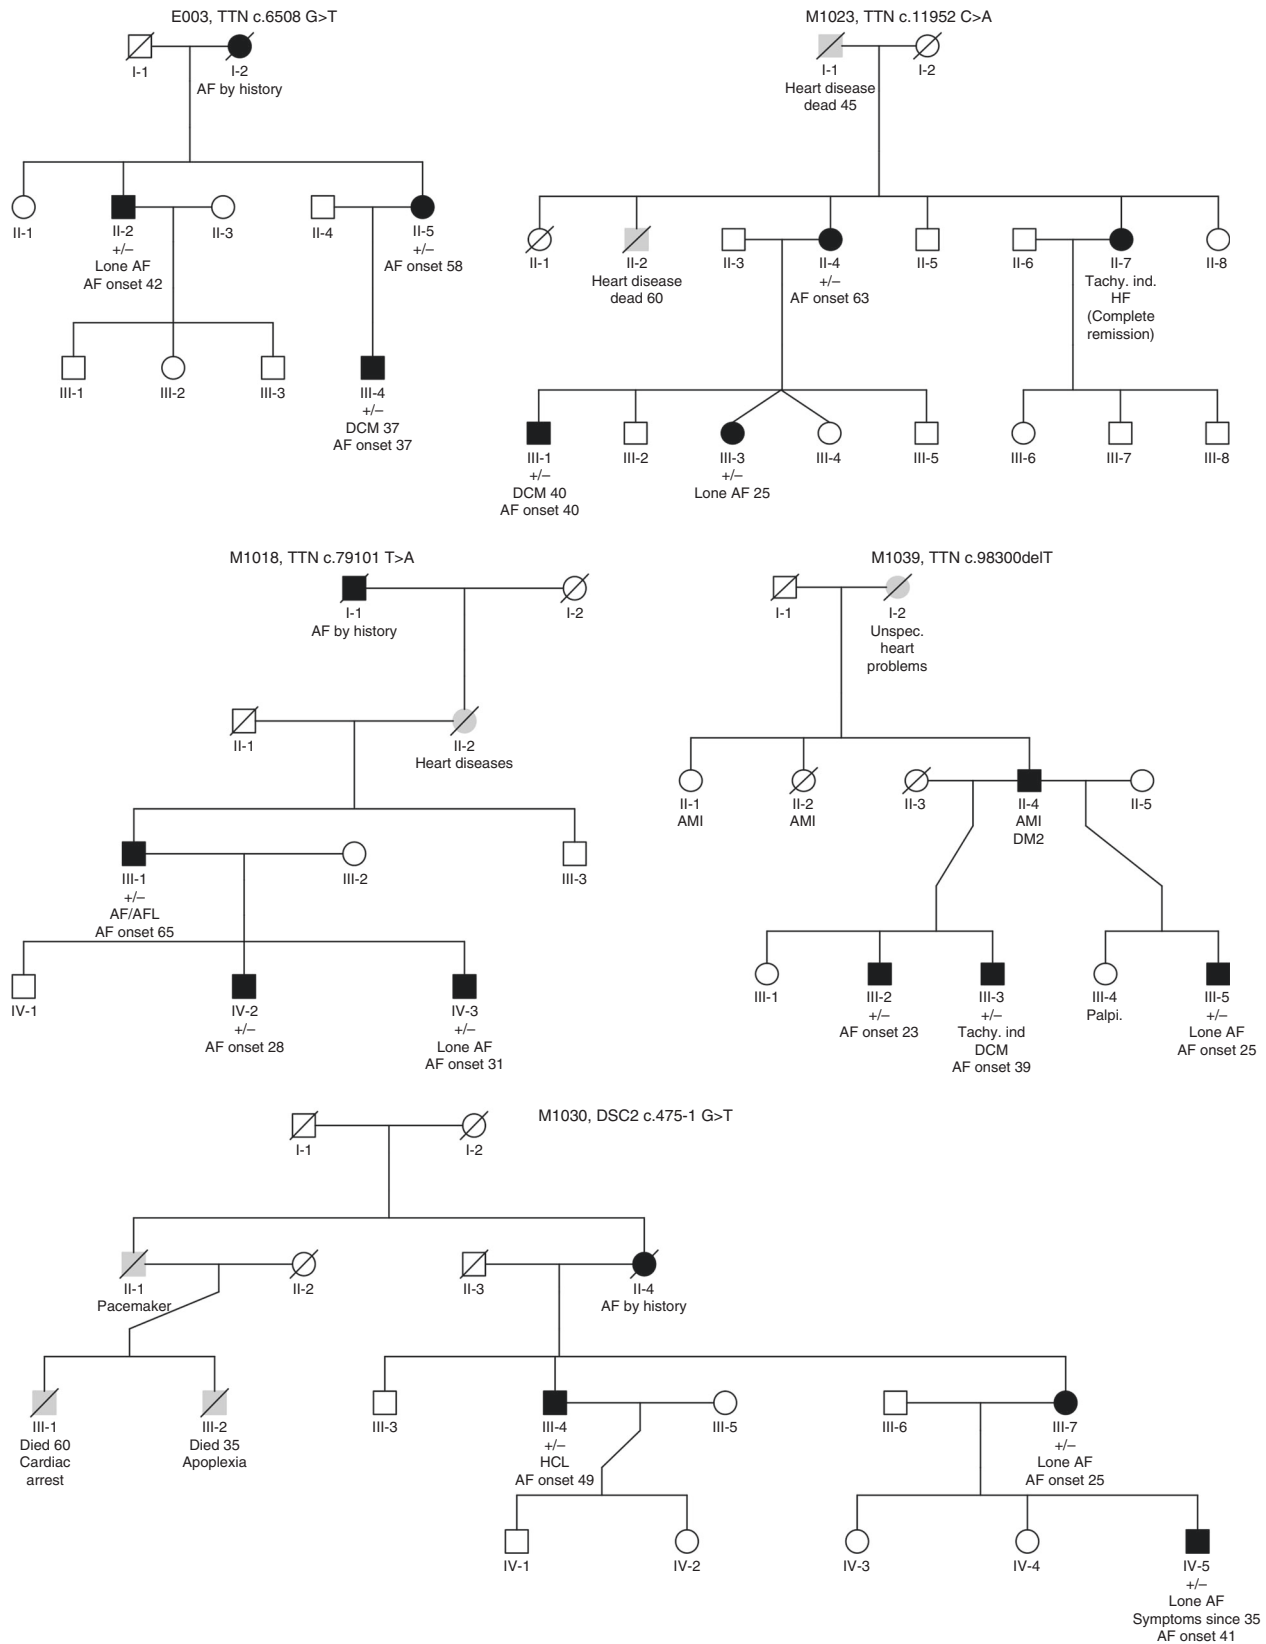 E003, TTN c.6508 G>T
I-1
I-2
AF by history
II-1
II-2
+/–
Lone AF
AF onset 42
II-3
II-4
II-5
+/–
AF onset 58
III-1
III-2
III-3
III-4
+/–
DCM 37
AF onset 37
M1023, TTN c.11952 C>A
I-1
Heart disease
dead 45
I-2
II-1
II-2
Heart disease
dead 60
II-3
II-4
+/–
AF onset 63
II-5
II-6
II-7
Tachy. ind.
HF
(Complete
remission)
II-8
III-1
+/–
DCM 40
AF onset 40
III-2
III-3
+/–
Lone AF 25
III-4
III-5
III-6
III-7
III-8
M1018, TTN c.79101 T>A
I-1
AF by history
I-2
II-1
II-2
Heart diseases
III-1
+/–
AF/AFL
AF onset 65
III-2
III-3
IV-1
IV-2
+/–
AF onset 28
IV-3
+/–
Lone AF
AF onset 31
M1039, TTN c.98300delT
I-1
I-2
Unspec.
heart
problems
II-1
AMI
II-2
AMI
II-3
II-4
AMI
DM2
II-5
III-1
III-2
+/–
AF onset 23
III-3
+/–
Tachy. ind
DCM
AF onset 39
III-4
Palpi.
III-5
+/–
Lone AF
AF onset 25
M1030, DSC2 c.475-1 G>T
I-1
I-2
II-1
Pacemaker
II-2
II-3
II-4
AF by history
III-1
Died 60
Cardiac
arrest
III-2
Died 35
Apoplexia
III-3
III-4
+/–
HCL
AF onset 49
III-5
III-6
III-7
+/–
Lone AF
AF onset 25
IV-1
IV-2
IV-3
IV-4
IV-5
+/–
Lone AF
Symptoms since 35
AF onset 41